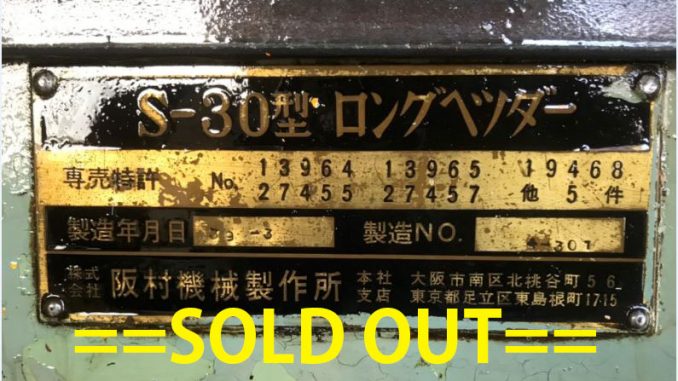 S-30型 ロングヘツダー
専売特許 No. 13964 13965 19468
27455 27457 他 5 件
製造年月日
製造NO. -301
株式会社 阪村機械製作所 本社 大阪市南区北桃谷町56
支店 東京都足立区東島根町17-15
==SOLD OUT==